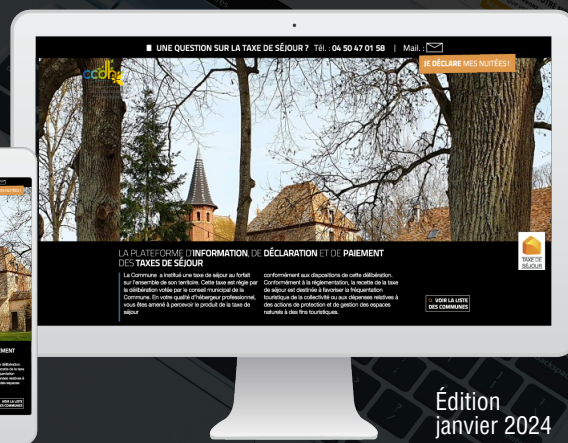 UNE QUESTION SUR LA TAXE DE SÉJOUR ? Tél. : 04 50 47 01 58 | Mail. :
JE DÉCLARE MES NUITÉES !
ccdh
LA PLATEFORME D'INFORMATION, DE DÉCLARATION ET DE PAIEMENT
DES TAXES DE SÉJOUR
La Commune a institué une taxe de séjour au forfait
sur l'ensemble de son territoire. Cette taxe est régie par
la délibération votée par le conseil municipal de la
Commune. En votre qualité d'hébergeur professionnel,
vous êtes amené à percevoir le produit de la taxe de
séjour
conformément aux dispositions de cette délibération.
Conformément à la réglementation, la recette de la taxe
de séjour est destinée à favoriser la fréquentation
touristique de la collectivité ou aux dépenses relatives à
des actions de protection et de gestion des espaces
naturels à des fins touristiques.
TAXE DE
SÉJOUR
VOIR LA LISTE
DES COMMUNES
Édition
janvier 2024